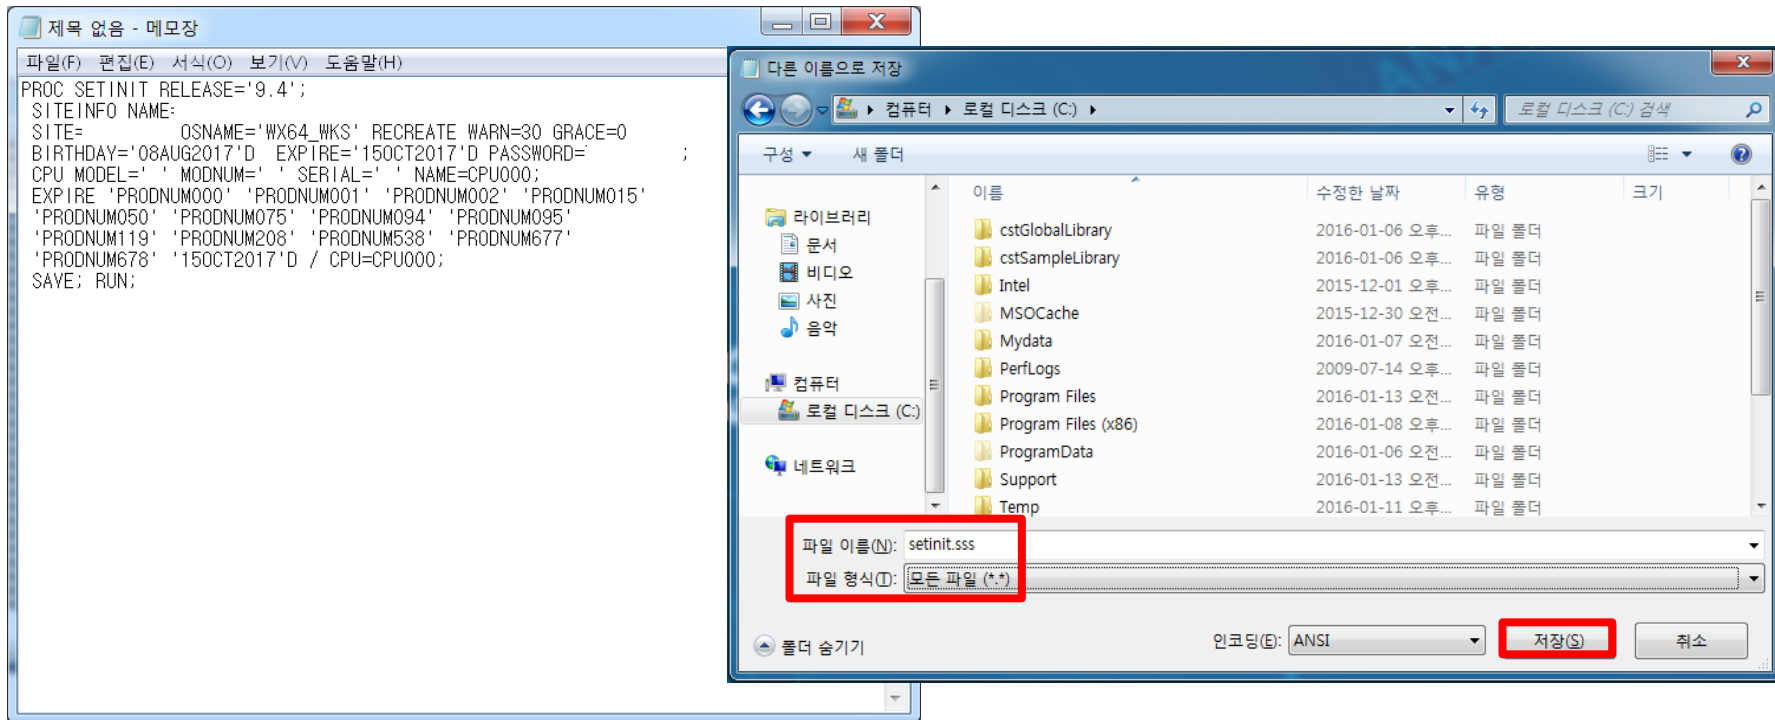 제목 없음 - 메모장
파일(F) 편집(E) 서식(O) 보기(V) 도움말(H)
PROC SETINIT RELEASE='9.4';
SITEINFO NAME=
SITE= OSNAME='WX64_WKS' RECREATE WARN=30 GRACE=0
BIRTHDAY='08AUG2017'D EXPIRE='15OCT2017'D PASSWORD= ;
CPU MODEL=' ' MODNUM=' ' SERIAL=' ' NAME=CPU000;
EXPIRE 'PRODNUM000' 'PRODNUM001' 'PRODNUM002' 'PRODNUM015'
'PRODNUM050' 'PRODNUM075' 'PRODNUM094' 'PRODNUM095'
'PRODNUM119' 'PRODNUM208' 'PRODNUM538' 'PRODNUM677'
'PRODNUM678' '15OCT2017'D / CPU=CPU000;
SAVE; RUN;
다른 이름으로 저장
컴퓨터 로컬 디스크 (C:)
로컬 디스크 (C:) 검색
구성 새 폴더
라이브러리
문서
비디오
사진
음악
컴퓨터
로컬 디스크 (C:)
네트워크
이름 수정한 날짜 유형 크기
cstGlobalLibrary 2016-01-06 오후... 파일 폴더
cstSampleLibrary 2016-01-06 오후... 파일 폴더
Intel 2015-12-01 오후... 파일 폴더
MSOCache 2015-12-30 오전... 파일 폴더
Mydata 2016-01-07 오전... 파일 폴더
PerfLogs 2009-07-14 오후... 파일 폴더
Program Files 2016-01-13 오전... 파일 폴더
Program Files (x86) 2016-01-08 오후... 파일 폴더
ProgramData 2016-01-06 오전... 파일 폴더
Support 2016-01-13 오전... 파일 폴더
Temp 2016-01-11 오후... 파일 폴더
파일 이름(N): setinit.sss
파일 형식(T): 모든 파일 (*.*)
폴더 숨기기
인코딩(E): ANSI
저장(S)
취소